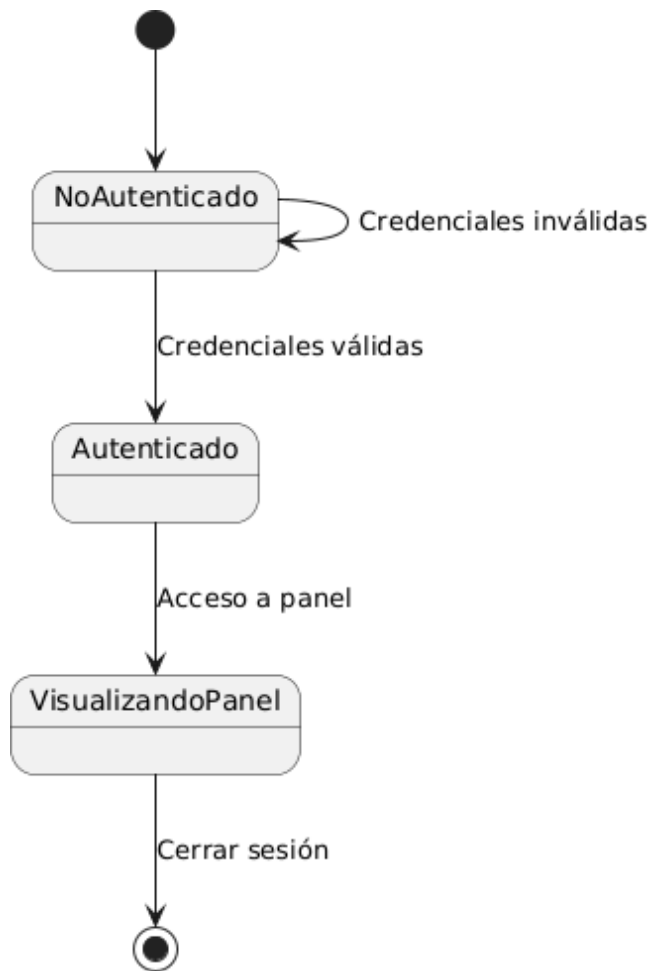 NoAutenticado
Credenciales inválidas
Credenciales válidas
Autenticado
Acceso a panel
VisualizandoPanel
Cerrar sesión